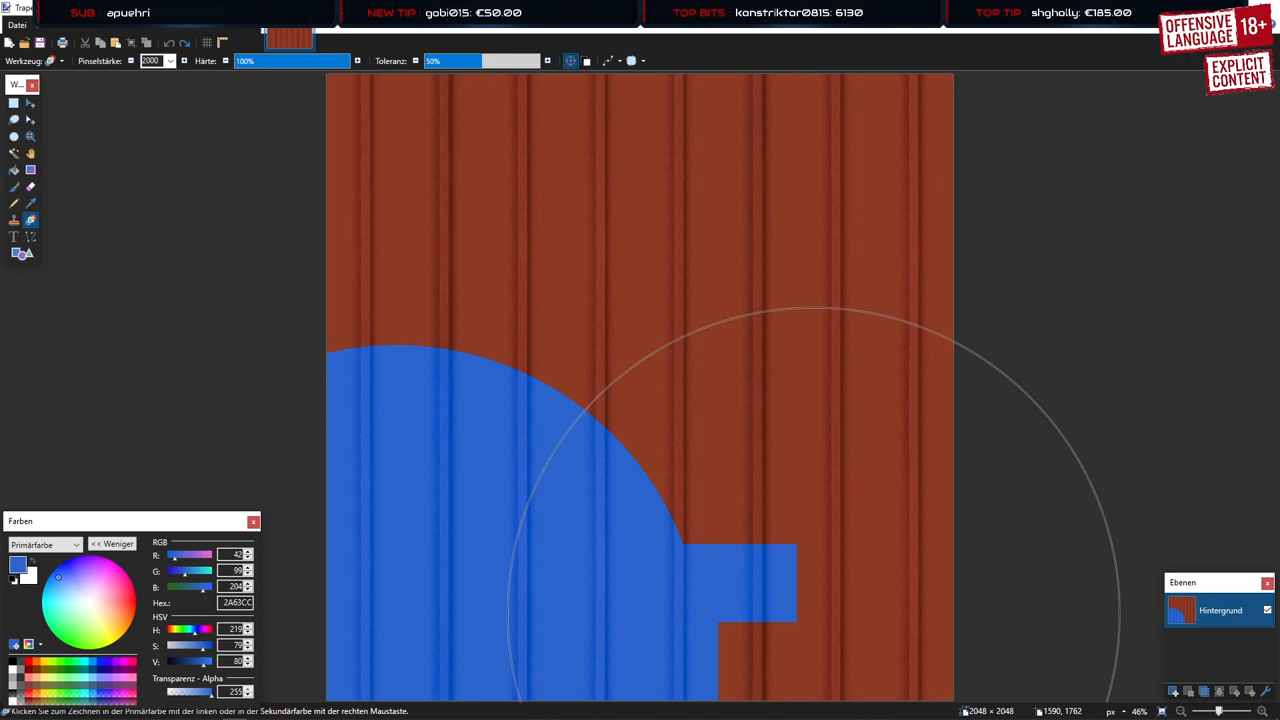 Trape
SUB : apuehri
NEW TIP : gobi015: €50.00
TOP BITS : konstriktor0815: 6130
TOP TIP : shgholly: €185.00
Datei
OFFENSIVE LANGUAGE 18+
EXPLICIT CONTENT
Werkzeug:
Pinselstärke:
2000
Härte:
100%
Toleranz:
50%
W...
Farben
Primärfarbe
<< Weniger
RGB
R:
42
G:
99
B:
204
Hex.:
2A63CC
HSV
H:
219
S:
79
V:
80
Transparenz - Alpha
255
Ebenen
Hintergrund
Klicken Sie zum Zeichnen in der Primärfarbe mit der linken oder in der Sekundärfarbe mit der rechten Maustaste.
2048 × 2048
1590, 1762
px
46%